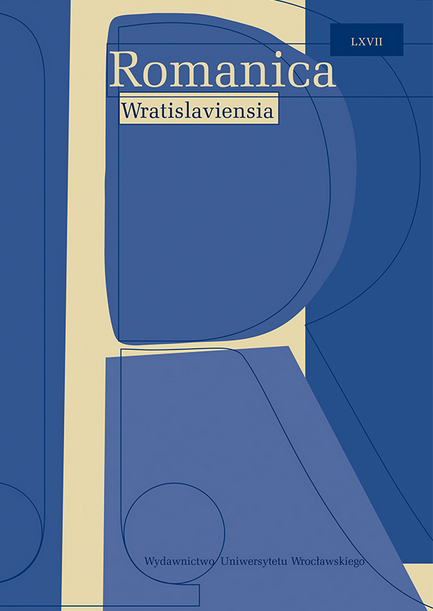 LXVII
Romanica
Wratislaviensia
Wydawnictwo Uniwersytetu Wrocławskiego